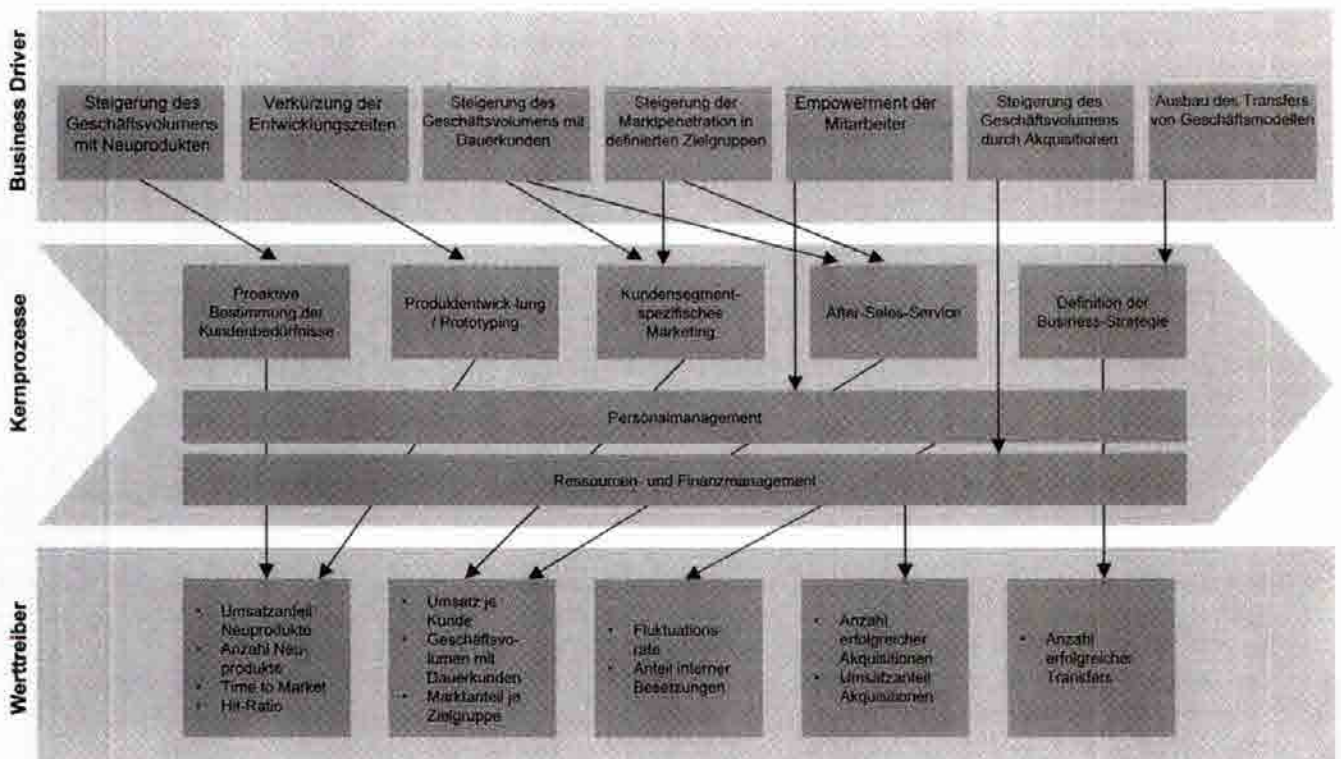 Business Driver
Steigerung des
Geschäftsvolumens
mit Neuprodukten
Verkürzung der
Entwicklungszeiten
Steigerung des
Geschäftsvolumens mit
Dauerkunden
Steigerung der
Marktpenetration in
definierten Zielgruppen
Empowerment der
Mitarbeiter
Steigerung des
Geschäftsvolumens
durch Akquisitionen
Ausbau des Transfers
von Geschäftsmodellen
Kernprozesse
Proaktive
Bestimmung der
Kundenbedürfnisse
Produktentwick-lung
/ Prototyping
Kundensegment-
spezifisches
Marketing
After-Sales-Service
Definition der
Business-Strategie
Personalmanagement
Ressourcen- und Finanzmanagement
Werttreiber
• Umsatzanteil
Neuprodukte
• Anzahl Neu-
produkte
• Time to Market
• Hit-Ratio
• Umsatz je
Kunde
• Geschäftsvo-
lumen mit
Dauerkunden
• Marktanteil je
Zielgruppe
• Fluktuations-
rate
• Anteil interner
Besetzungen
• Anzahl
erfolgreicher
Akquisitionen
• Umsatzanteil
Akquisitionen
• Anzahl
erfolgreicher
Transfers